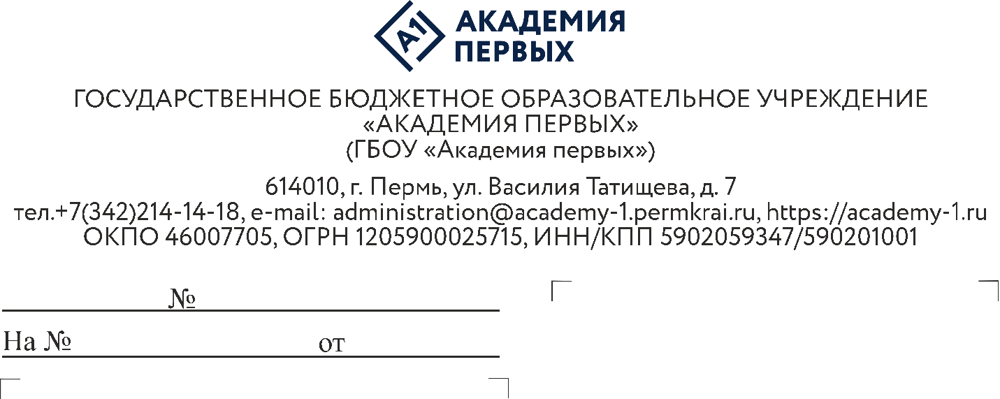 А1 АКАДЕМИЯ
ПЕРВЫХ
ГОСУДАРСТВЕННОЕ БЮДЖЕТНОЕ ОБРАЗОВАТЕЛЬНОЕ УЧРЕЖДЕНИЕ
«АКАДЕМИЯ ПЕРВЫХ»
(ГБОУ «Академия первых»)
614010, г. Пермь, ул. Василия Татищева, д. 7
тел.+7(342)214-14-18, e-mail: administration@academy-1.permkrai.ru, https://academy-1.ru
ОКПО 46007705, ОГРН 1205900025715, ИНН/КПП 5902059347/590201001
№
На № от